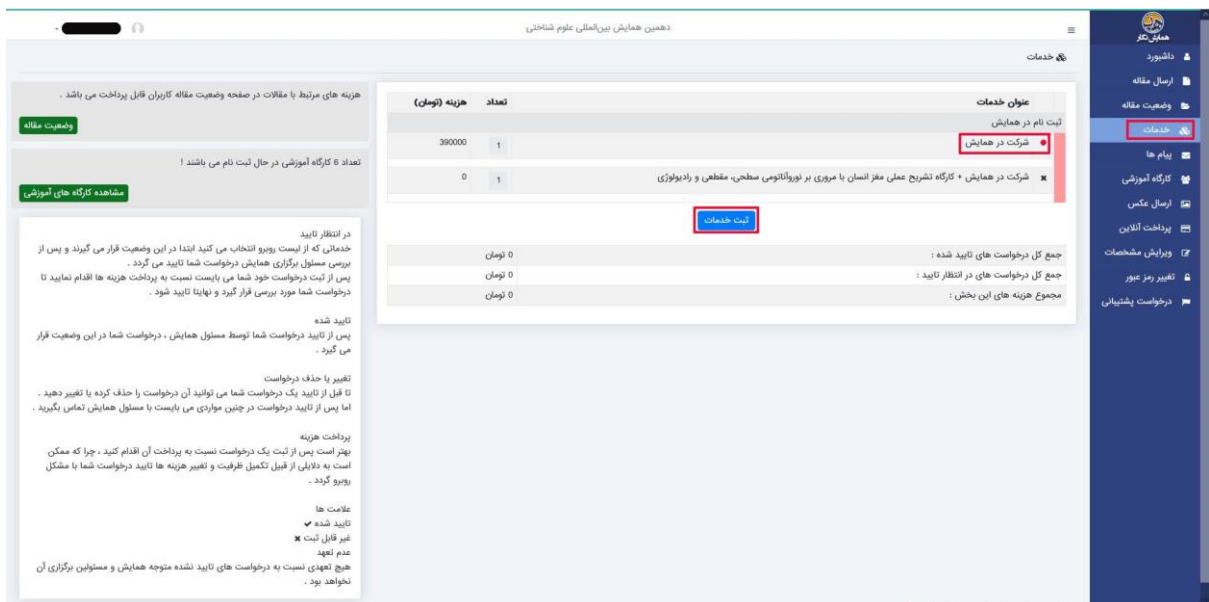 همایش نگار
دهمین همایش بین‌المللی علوم شناختی
داشبورد
ارسال مقاله
وضعیت مقاله
خدمات
پیام ها
کارگاه آموزشی
ارسال عکس
پرداخت آنلاین
ویرایش مشخصات
تغییر رمز عبور
درخواست پشتیبانی
خدمات
عنوان خدمات تعداد هزینه (تومان)
ثبت نام در همایش
شرکت در همایش 1 390000
شرکت در همایش + کارگاه تشریح عملی مغز انسان با مروری بر نوروآناتومی سطحی، مقطعی و رادیولوژی 1 0
ثبت خدمات
جمع کل درخواست های تایید شده : 0 تومان
جمع کل درخواست های در انتظار تایید : 0 تومان
مجموع هزینه های این بخش : 0 تومان
هزینه های مرتبط با مقالات در صفحه وضعیت مقاله کاربران قابل پرداخت می باشد .
وضعیت مقاله
تعداد 6 کارگاه آموزشی در حال ثبت نام می باشند !
مشاهده کارگاه های آموزشی
در انتظار تایید
خدماتی که از لیست روبرو انتخاب می کنید ابتدا در این وضعیت قرار می گیرند و پس از
بررسی مسئول برگزاری همایش درخواست شما تایید می گردد .
پس از ثبت درخواست خود شما می بایست نسبت به پرداخت هزینه ها اقدام نمایید تا
درخواست شما مورد بررسی قرار گیرد و نهایتا تایید شود .
تایید شده
پس از تایید درخواست شما توسط مسئول همایش ، درخواست شما در این وضعیت قرار
می گیرد .
تغییر یا حذف درخواست
تا قبل از تایید یک درخواست شما می توانید آن درخواست را حذف کرده یا تغییر دهید .
اما پس از تایید درخواست در چنین مواردی می بایست با مسئول همایش تماس بگیرید .
پرداخت هزینه
بهتر است پس از ثبت یک درخواست نسبت به پرداخت آن اقدام کنید ، چرا که ممکن
است به دلایلی از قبیل تکمیل ظرفیت و تغییر هزینه ها تایید درخواست شما با مشکل
روبرو گردد .
علامت ها
تایید شده ✔
غیر قابل ثبت ✖
عدم تعهد
هیچ تعهدی نسبت به درخواست های تایید نشده متوجه همایش و مسئولین برگزاری آن
نخواهد بود .